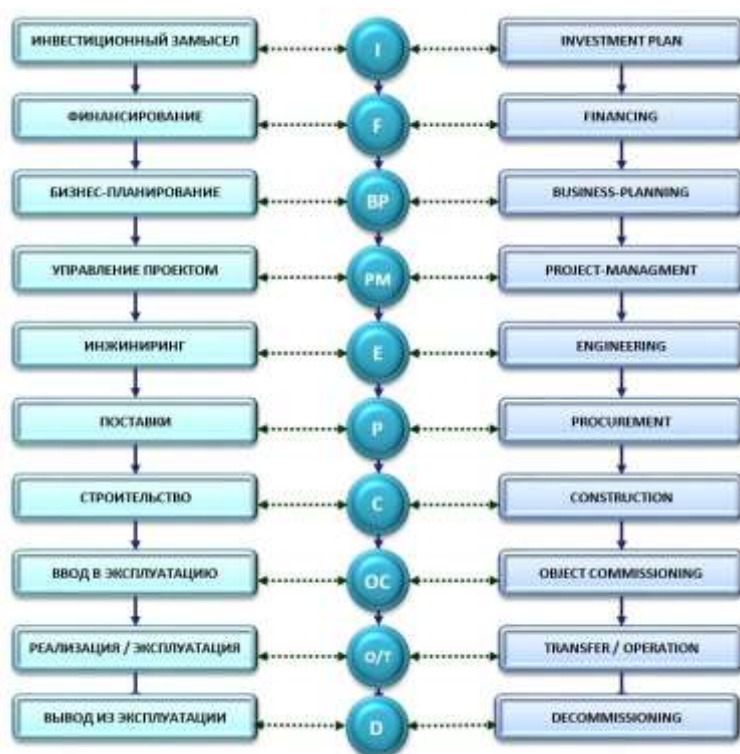 ИНВЕСТИЦИОННЫЙ ЗАМЫСЕЛ I INVESTMENT PLAN
ФИНАНСИРОВАНИЕ F FINANCING
БИЗНЕС-ПЛАНИРОВАНИЕ BP BUSINESS-PLANNING
УПРАВЛЕНИЕ ПРОЕКТОМ PM PROJECT-MANAGMENT
ИНЖИНИРИНГ E ENGINEERING
ПОСТАВКИ P PROCUREMENT
СТРОИТЕЛЬСТВО C CONSTRUCTION
ВВОД В ЭКСПЛУАТАЦИЮ OC OBJECT COMMISSIONING
РЕАЛИЗАЦИЯ / ЭКСПЛУАТАЦИЯ O/T TRANSFER / OPERATION
ВЫВОД ИЗ ЭКСПЛУАТАЦИИ D DECOMMISSIONING